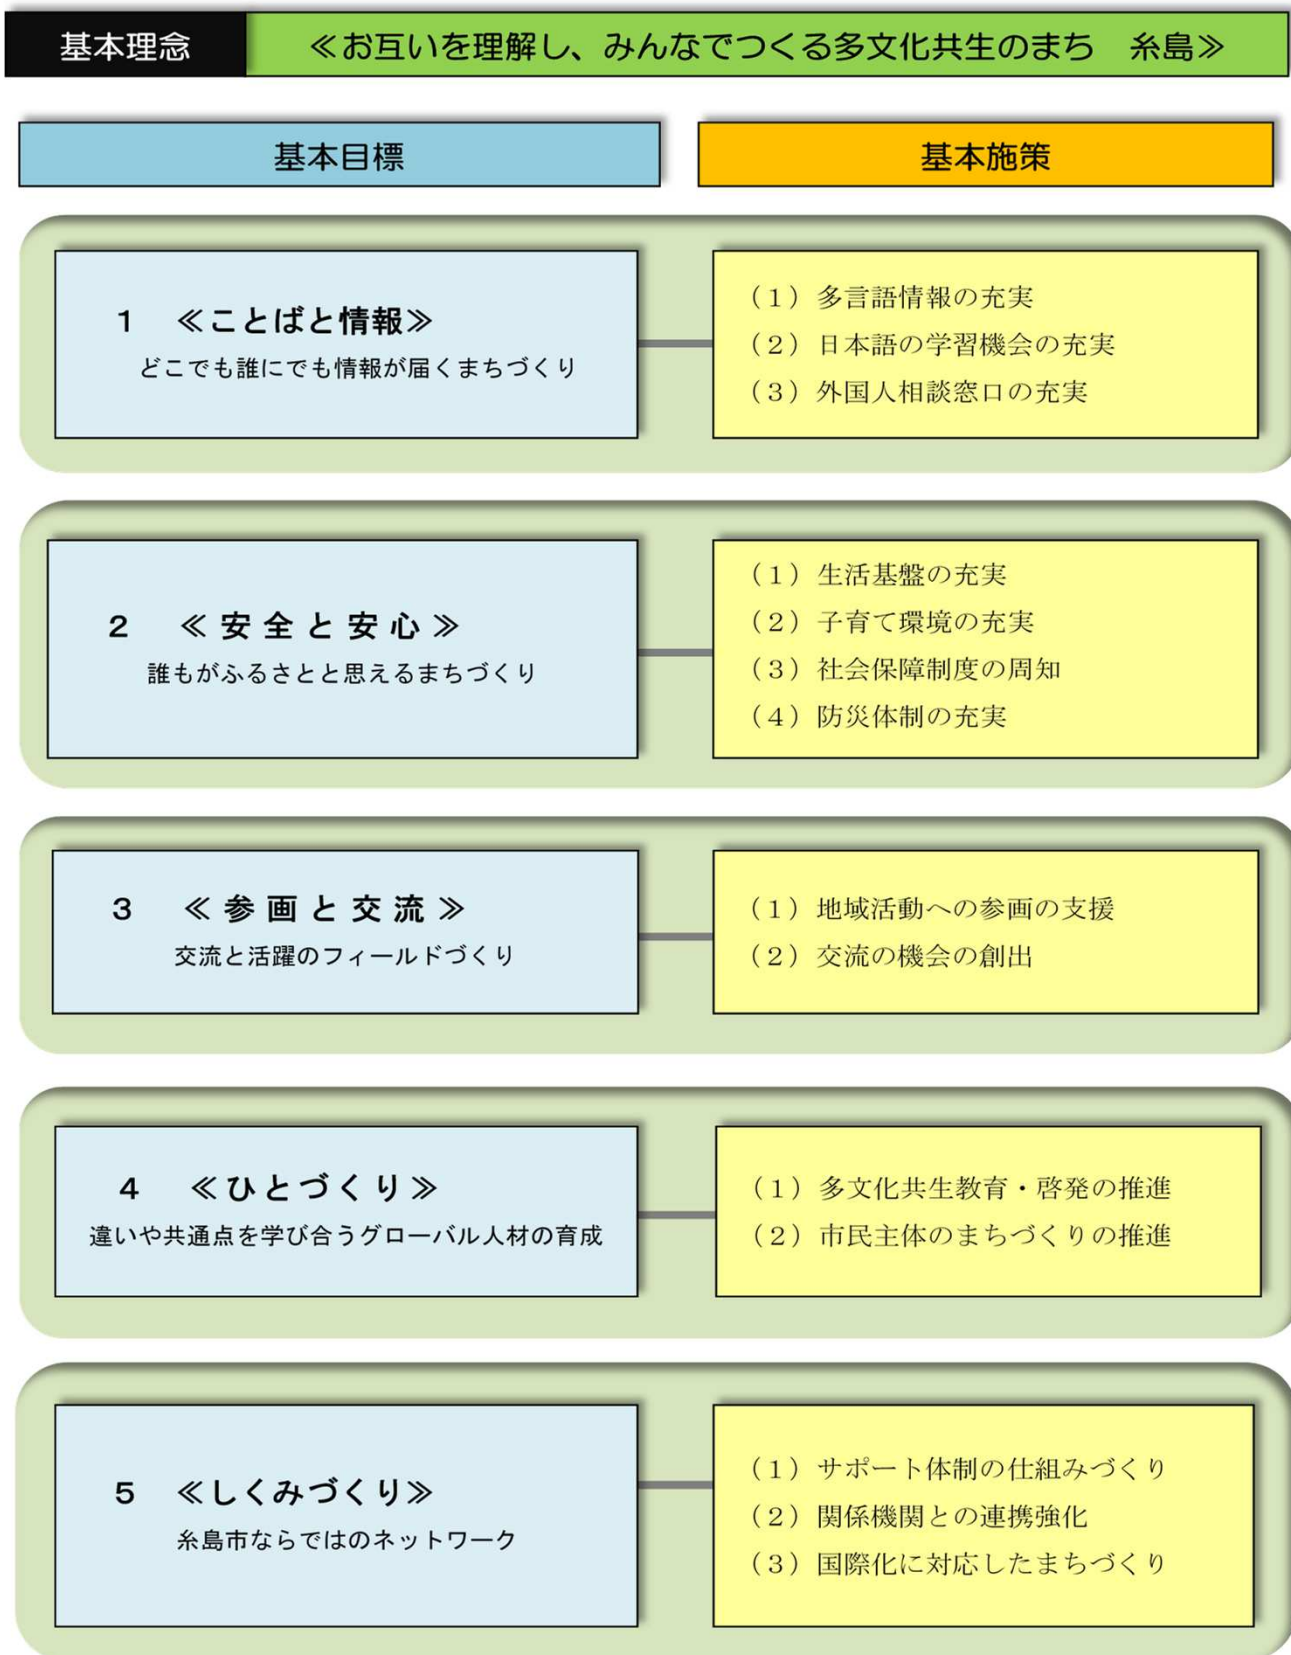 基本理念
≪お互いを理解し、みんなでつくる多文化共生のまち　糸島≫
基本目標
基本施策
1　≪ことばと情報≫
どこでも誰にでも情報が届くまちづくり
（1）多言語情報の充実
（2）日本語の学習機会の充実
（3）外国人相談窓口の充実
2　≪安全と安心≫
誰もがふるさとと思えるまちづくり
（1）生活基盤の充実
（2）子育て環境の充実
（3）社会保障制度の周知
（4）防災体制の充実
3　≪参画と交流≫
交流と活躍のフィールドづくり
（1）地域活動への参画の支援
（2）交流の機会の創出
4　≪ひとづくり≫
違いや共通点を学び合うグローバル人材の育成
（1）多文化共生教育・啓発の推進
（2）市民主体のまちづくりの推進
5　≪しくみづくり≫
糸島市ならではのネットワーク
（1）サポート体制の仕組みづくり
（2）関係機関との連携強化
（3）国際化に対応したまちづくり